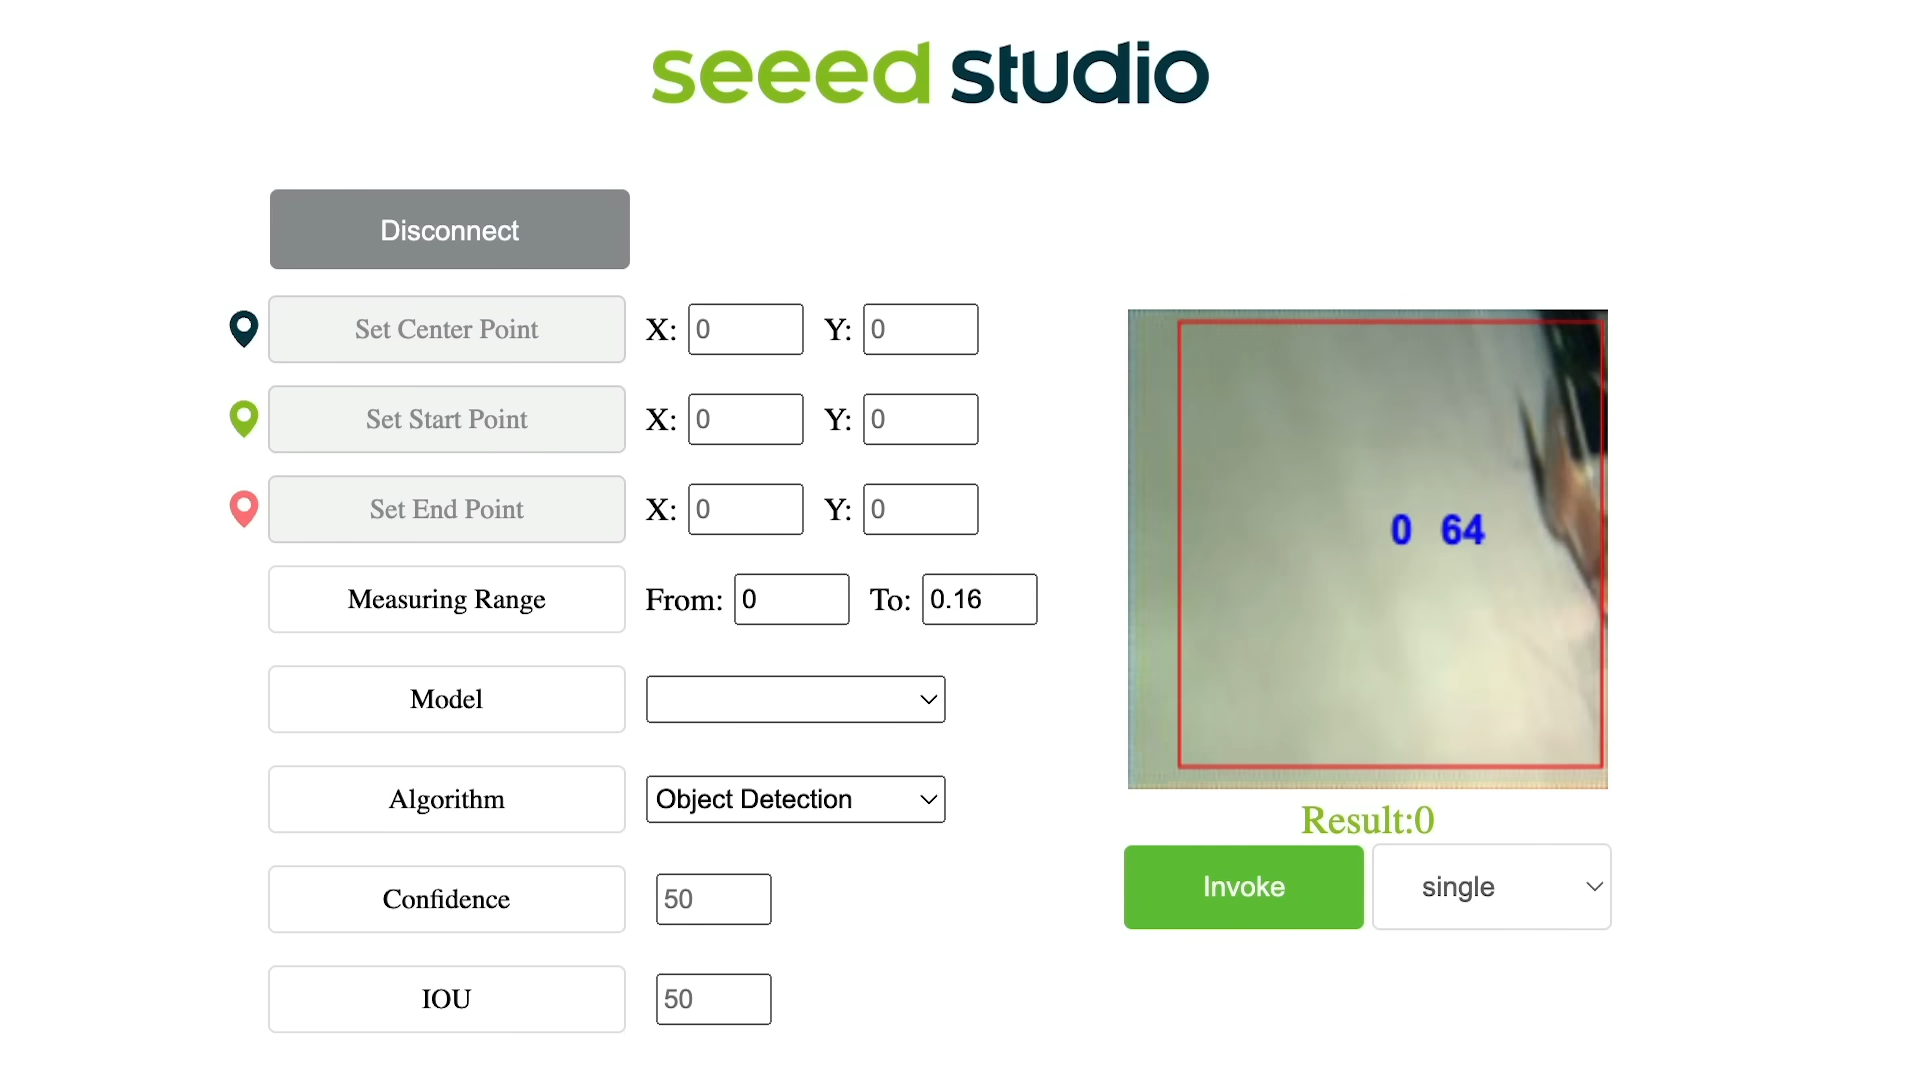 seeed studio
Disconnect
Set Center Point X: 0 Y: 0
Set Start Point X: 0 Y: 0
Set End Point X: 0 Y: 0
Measuring Range From: 0 To: 0.16
Model
Algorithm Object Detection
Confidence 50
IOU 50
0 64
Result:0
Invoke single